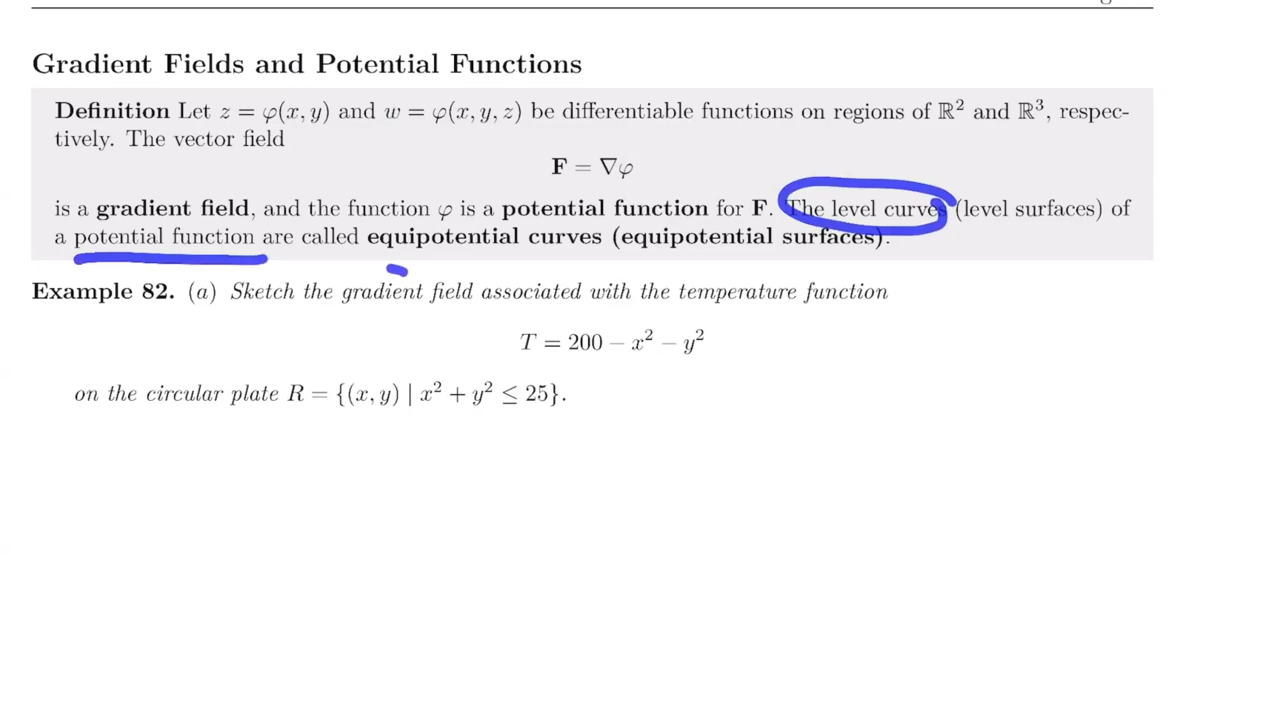 Gradient Fields and Potential Functions
Definition Let z = φ(x, y) and w = φ(x, y, z) be differentiable functions on regions of ℝ² and ℝ³, respec-
tively. The vector field
F = ∇φ
is a gradient field, and the function φ is a potential function for F. The level curves (level surfaces) of
a potential function are called equipotential curves (equipotential surfaces).
Example 82. (a) Sketch the gradient field associated with the temperature function
T = 200 − x² − y²
on the circular plate R = {(x, y) | x² + y² ≤ 25}.